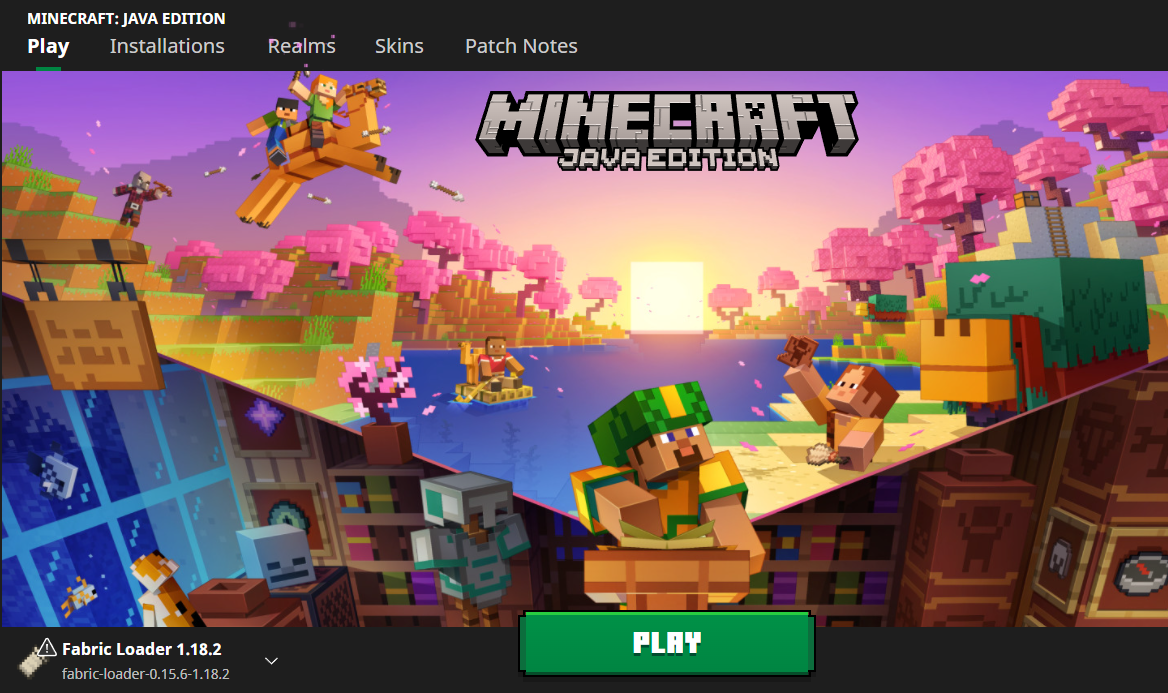 MINECRAFT: JAVA EDITION
Play Installations Realms Skins Patch Notes
MINECRAFT
JAVA EDITION
Fabric Loader 1.18.2
fabric-loader-0.15.6-1.18.2
PLAY